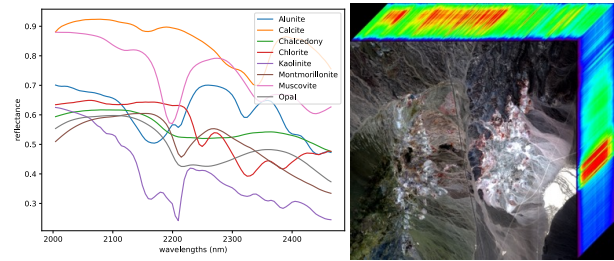 0.9
0.8
0.7
0.6
0.5
0.4
0.3
reflectance
2000
2100
2200
2300
2400
wavelengths (nm)
Alunite
Calcite
Chalcedony
Chlorite
Kaolinite
Montmorillonite
Muscovite
Opal